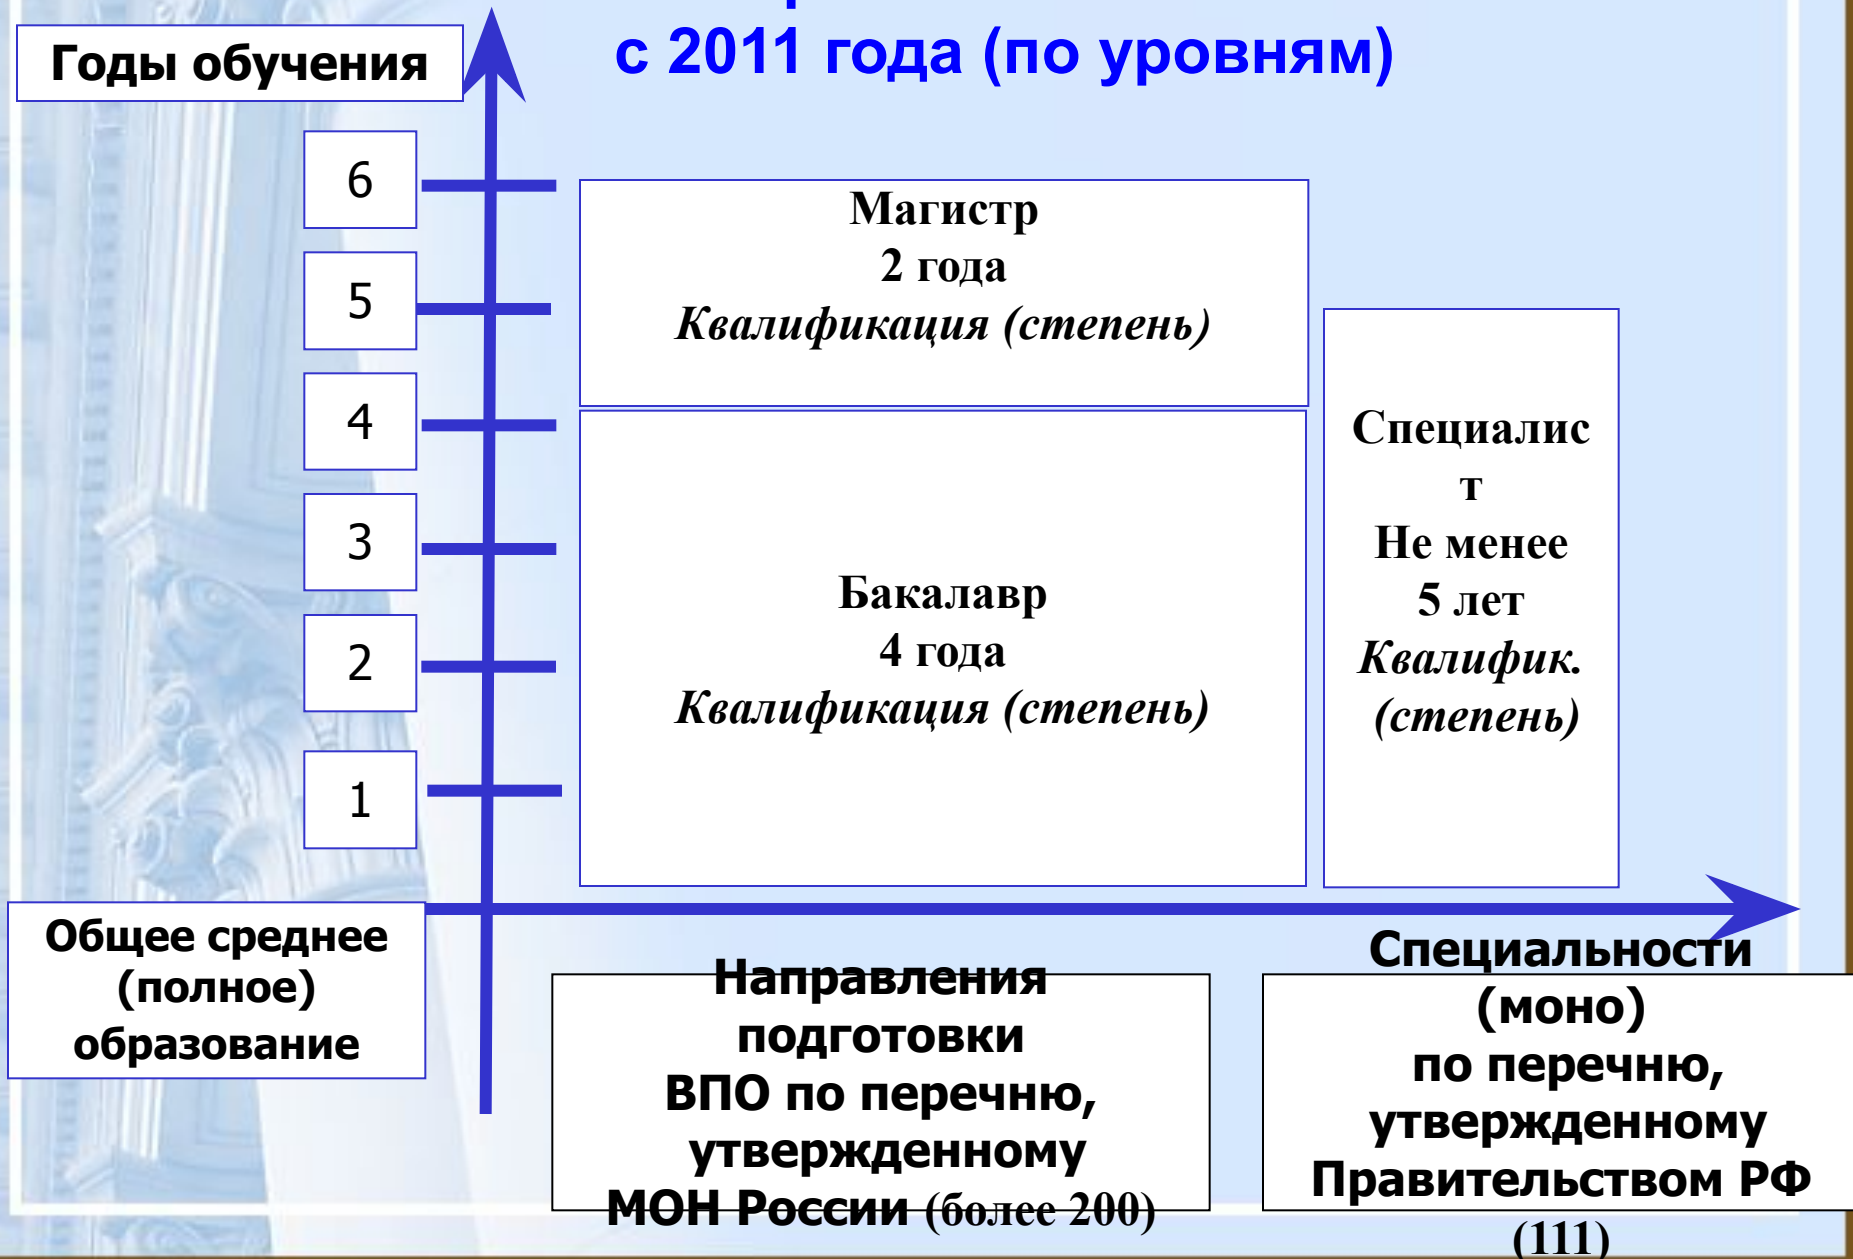 с 2011 года (по уровням)
Годы обучения
6
5
4
3
2
1
Магистр
2 года
Квалификация (степень)
Бакалавр
4 года
Квалификация (степень)
Специалис
т
Не менее
5 лет
Квалифик.
(степень)
Общее среднее
(полное)
образование
Направления
подготовки
ВПО по перечню,
утвержденному
МОН России (более 200)
Специальности
(моно)
по перечню,
утвержденному
Правительством РФ
(111)